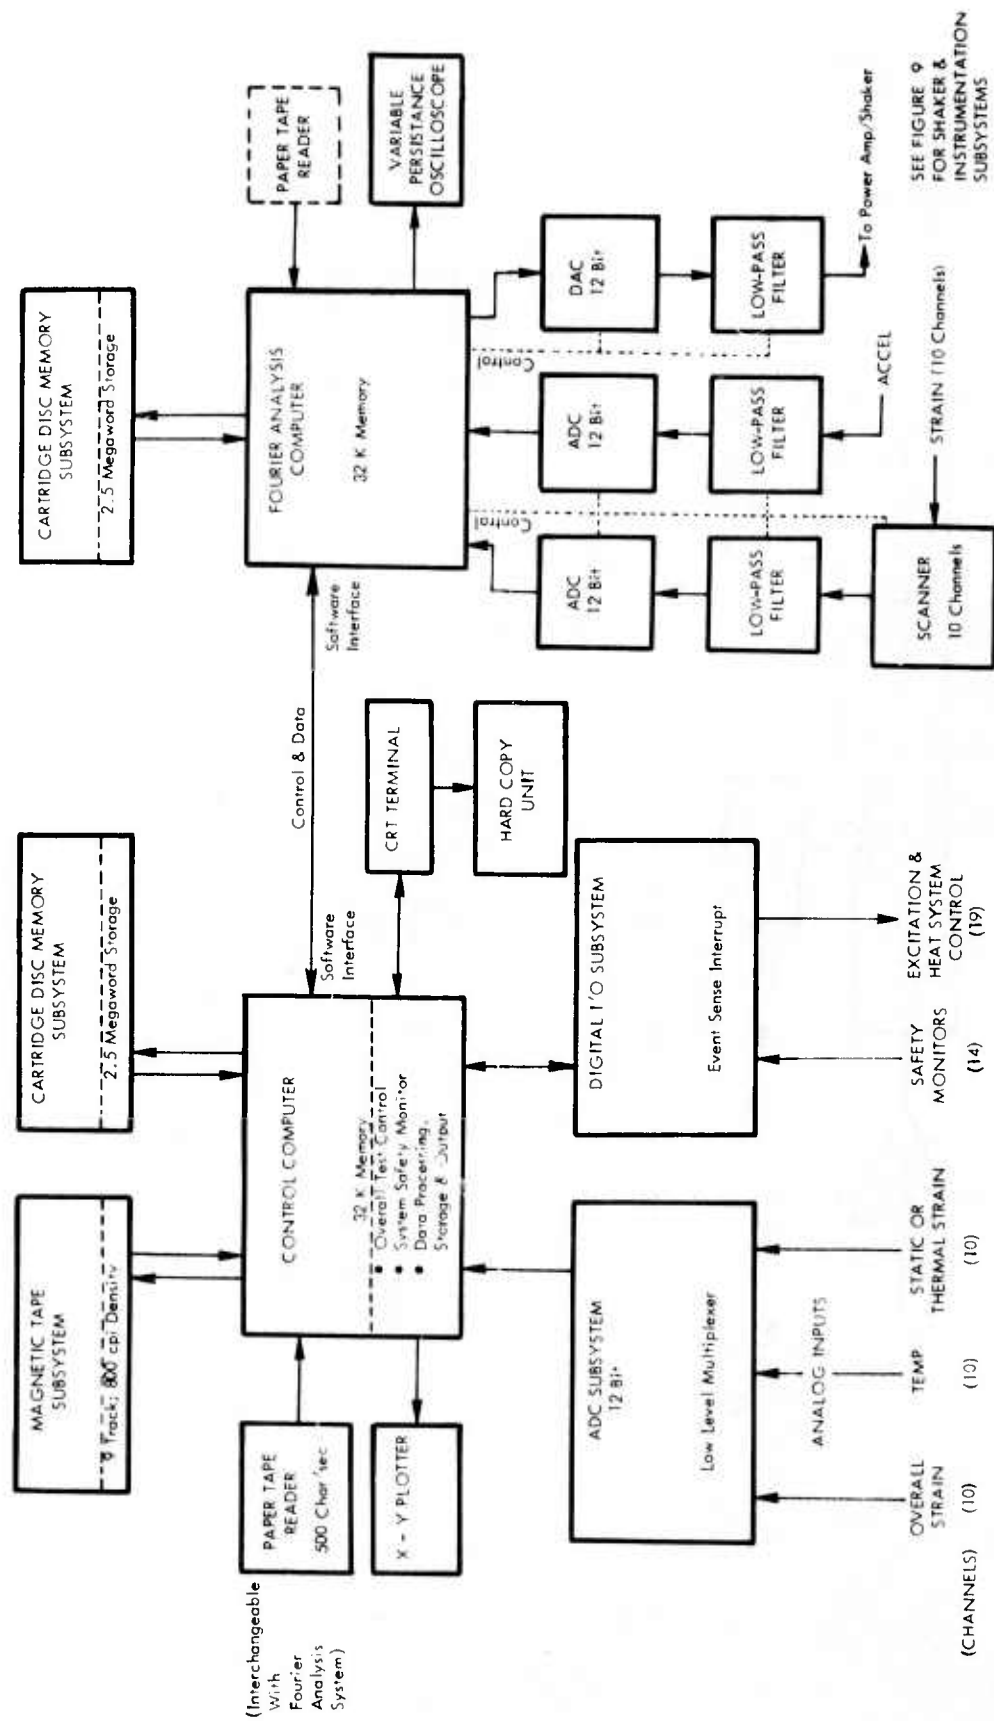 MAGNETIC TAPE
SUBSYSTEM
9 Track; 800 cpi Density
CARTRIDGE DISC MEMORY
SUBSYSTEM
2.5 Megaword Storage
CARTRIDGE DISC MEMORY
SUBSYSTEM
2.5 Megaword Storage
(Interchangeable
With
Fourier
Analysis
System)
PAPER TAPE
READER
500 Char/sec
X - Y PLOTTER
CONTROL COMPUTER
32 K Memory
• Overall Test Control
• System Safety Monitor
• Data Processing,
Storage & Output
Software
Interface
Control & Data
Software
Interface
CRT TERMINAL
HARD COPY
UNIT
FOURIER ANALYSIS
COMPUTER
32 K Memory
PAPER TAPE
READER
VARIABLE
PERSISTANCE
OSCILLOSCOPE
ADC SUBSYSTEM
12 Bit
Low Level Multiplexer
ANALOG INPUTS
DIGITAL I/O SUBSYSTEM
Event Sense Interrupt
Control
Control
ADC
12 Bit
ADC
12 Bit
DAC
12 Bit
LOW-PASS
FILTER
LOW-PASS
FILTER
LOW-PASS
FILTER
To Power Amp/Shaker
ACCEL
SCANNER
10 Channels
STRAIN (10 Channels)
SEE FIGURE 9
FOR SHAKER &
INSTRUMENTATION
SUBSYSTEMS
(CHANNELS)
OVERALL
STRAIN
(10)
TEMP
(10)
STATIC OR
THERMAL STRAIN
(10)
SAFETY
MONITORS
(14)
EXCITATION &
HEAT SYSTEM
CONTROL
(19)